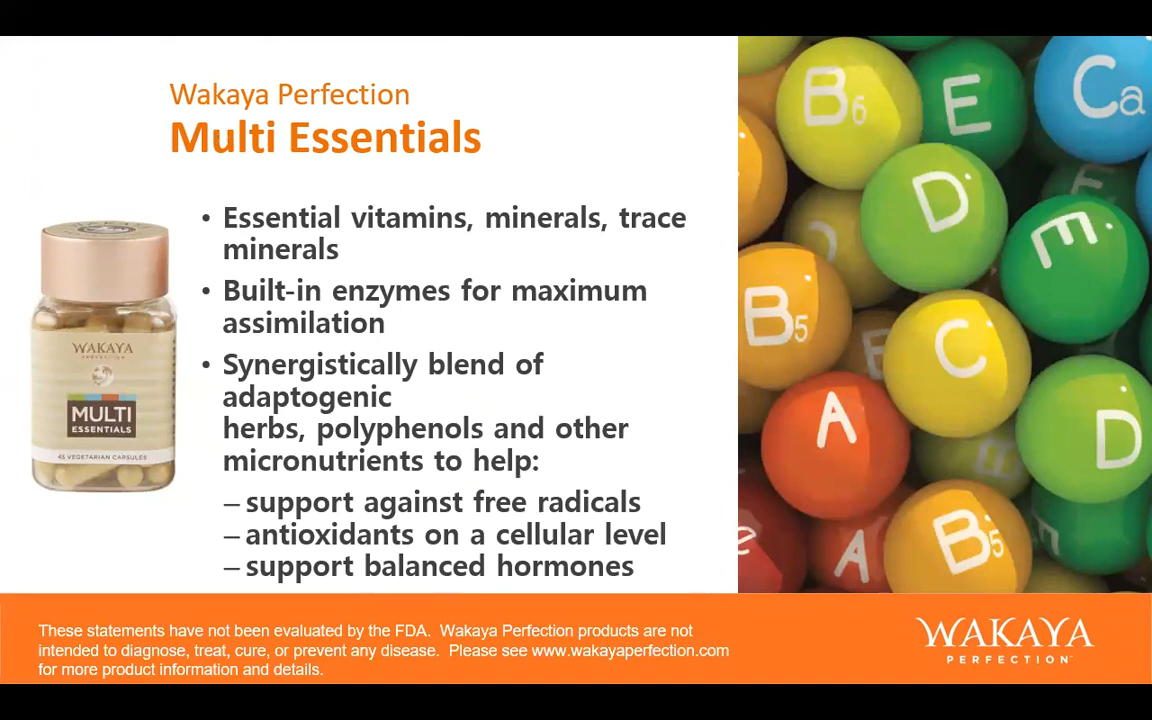 Wakaya Perfection
Multi Essentials
• Essential vitamins, minerals, trace
minerals
• Built-in enzymes for maximum
assimilation
• Synergistically blend of
adaptogenic
herbs, polyphenols and other
micronutrients to help:
– support against free radicals
– antioxidants on a cellular level
– support balanced hormones
WAKAYA
PERFECTION
MULTI
ESSENTIALS
45 VEGETARIAN CAPSULES
B6
E
Ca
D
E
B5
C
A
D
B
A
B5
e
These statements have not been evaluated by the FDA. Wakaya Perfection products are not
intended to diagnose, treat, cure, or prevent any disease. Please see www.wakayaperfection.com
for more product information and details.
WAKAYA
PERFECTION™